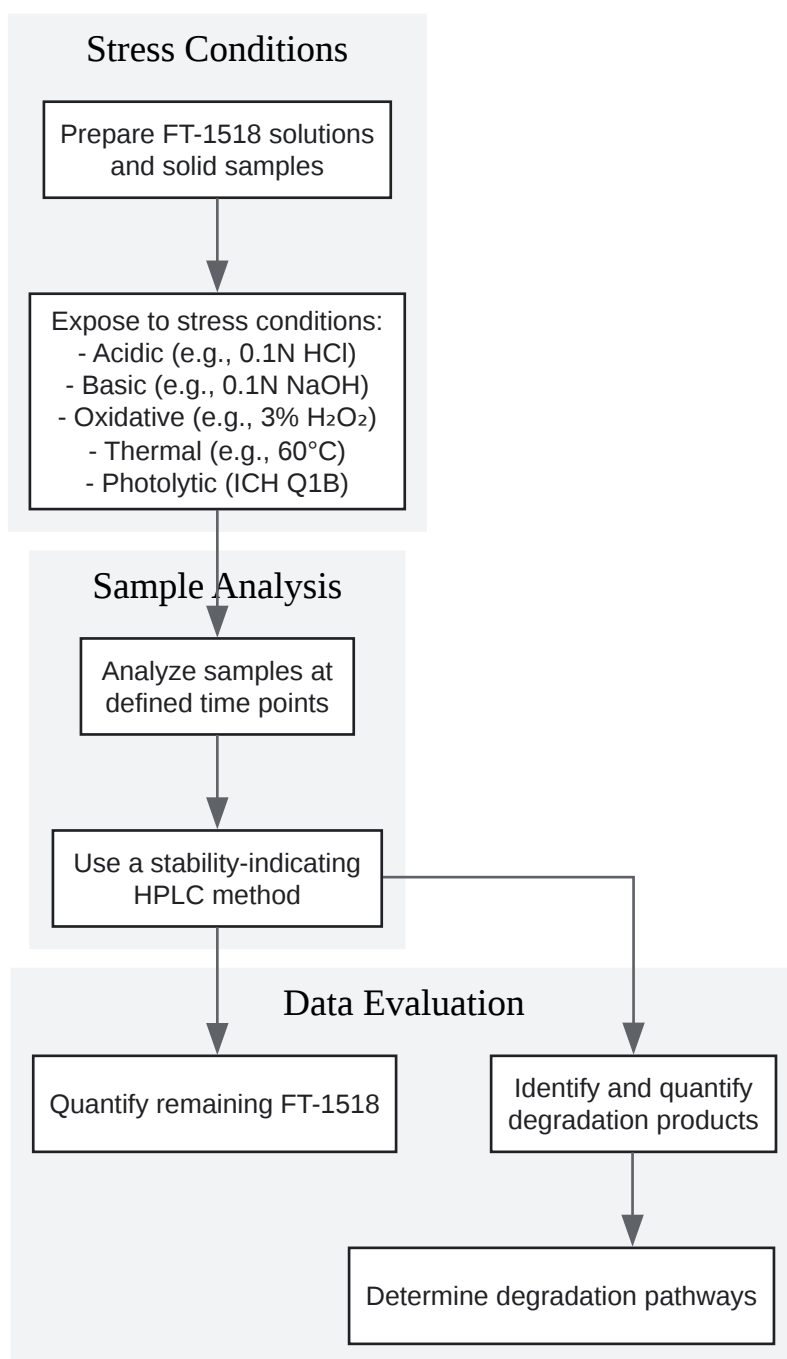 Stress Conditions
Prepare FT-1518 solutions
and solid samples
Expose to stress conditions:
- Acidic (e.g., 0.1N HCl)
- Basic (e.g., 0.1N NaOH)
- Oxidative (e.g., 3% H₂O₂)
- Thermal (e.g., 60°C)
- Photolytic (ICH Q1B)
Sample Analysis
Analyze samples at
defined time points
Use a stability-indicating
HPLC method
Data Evaluation
Quantify remaining FT-1518
Identify and quantify
degradation products
Determine degradation pathways